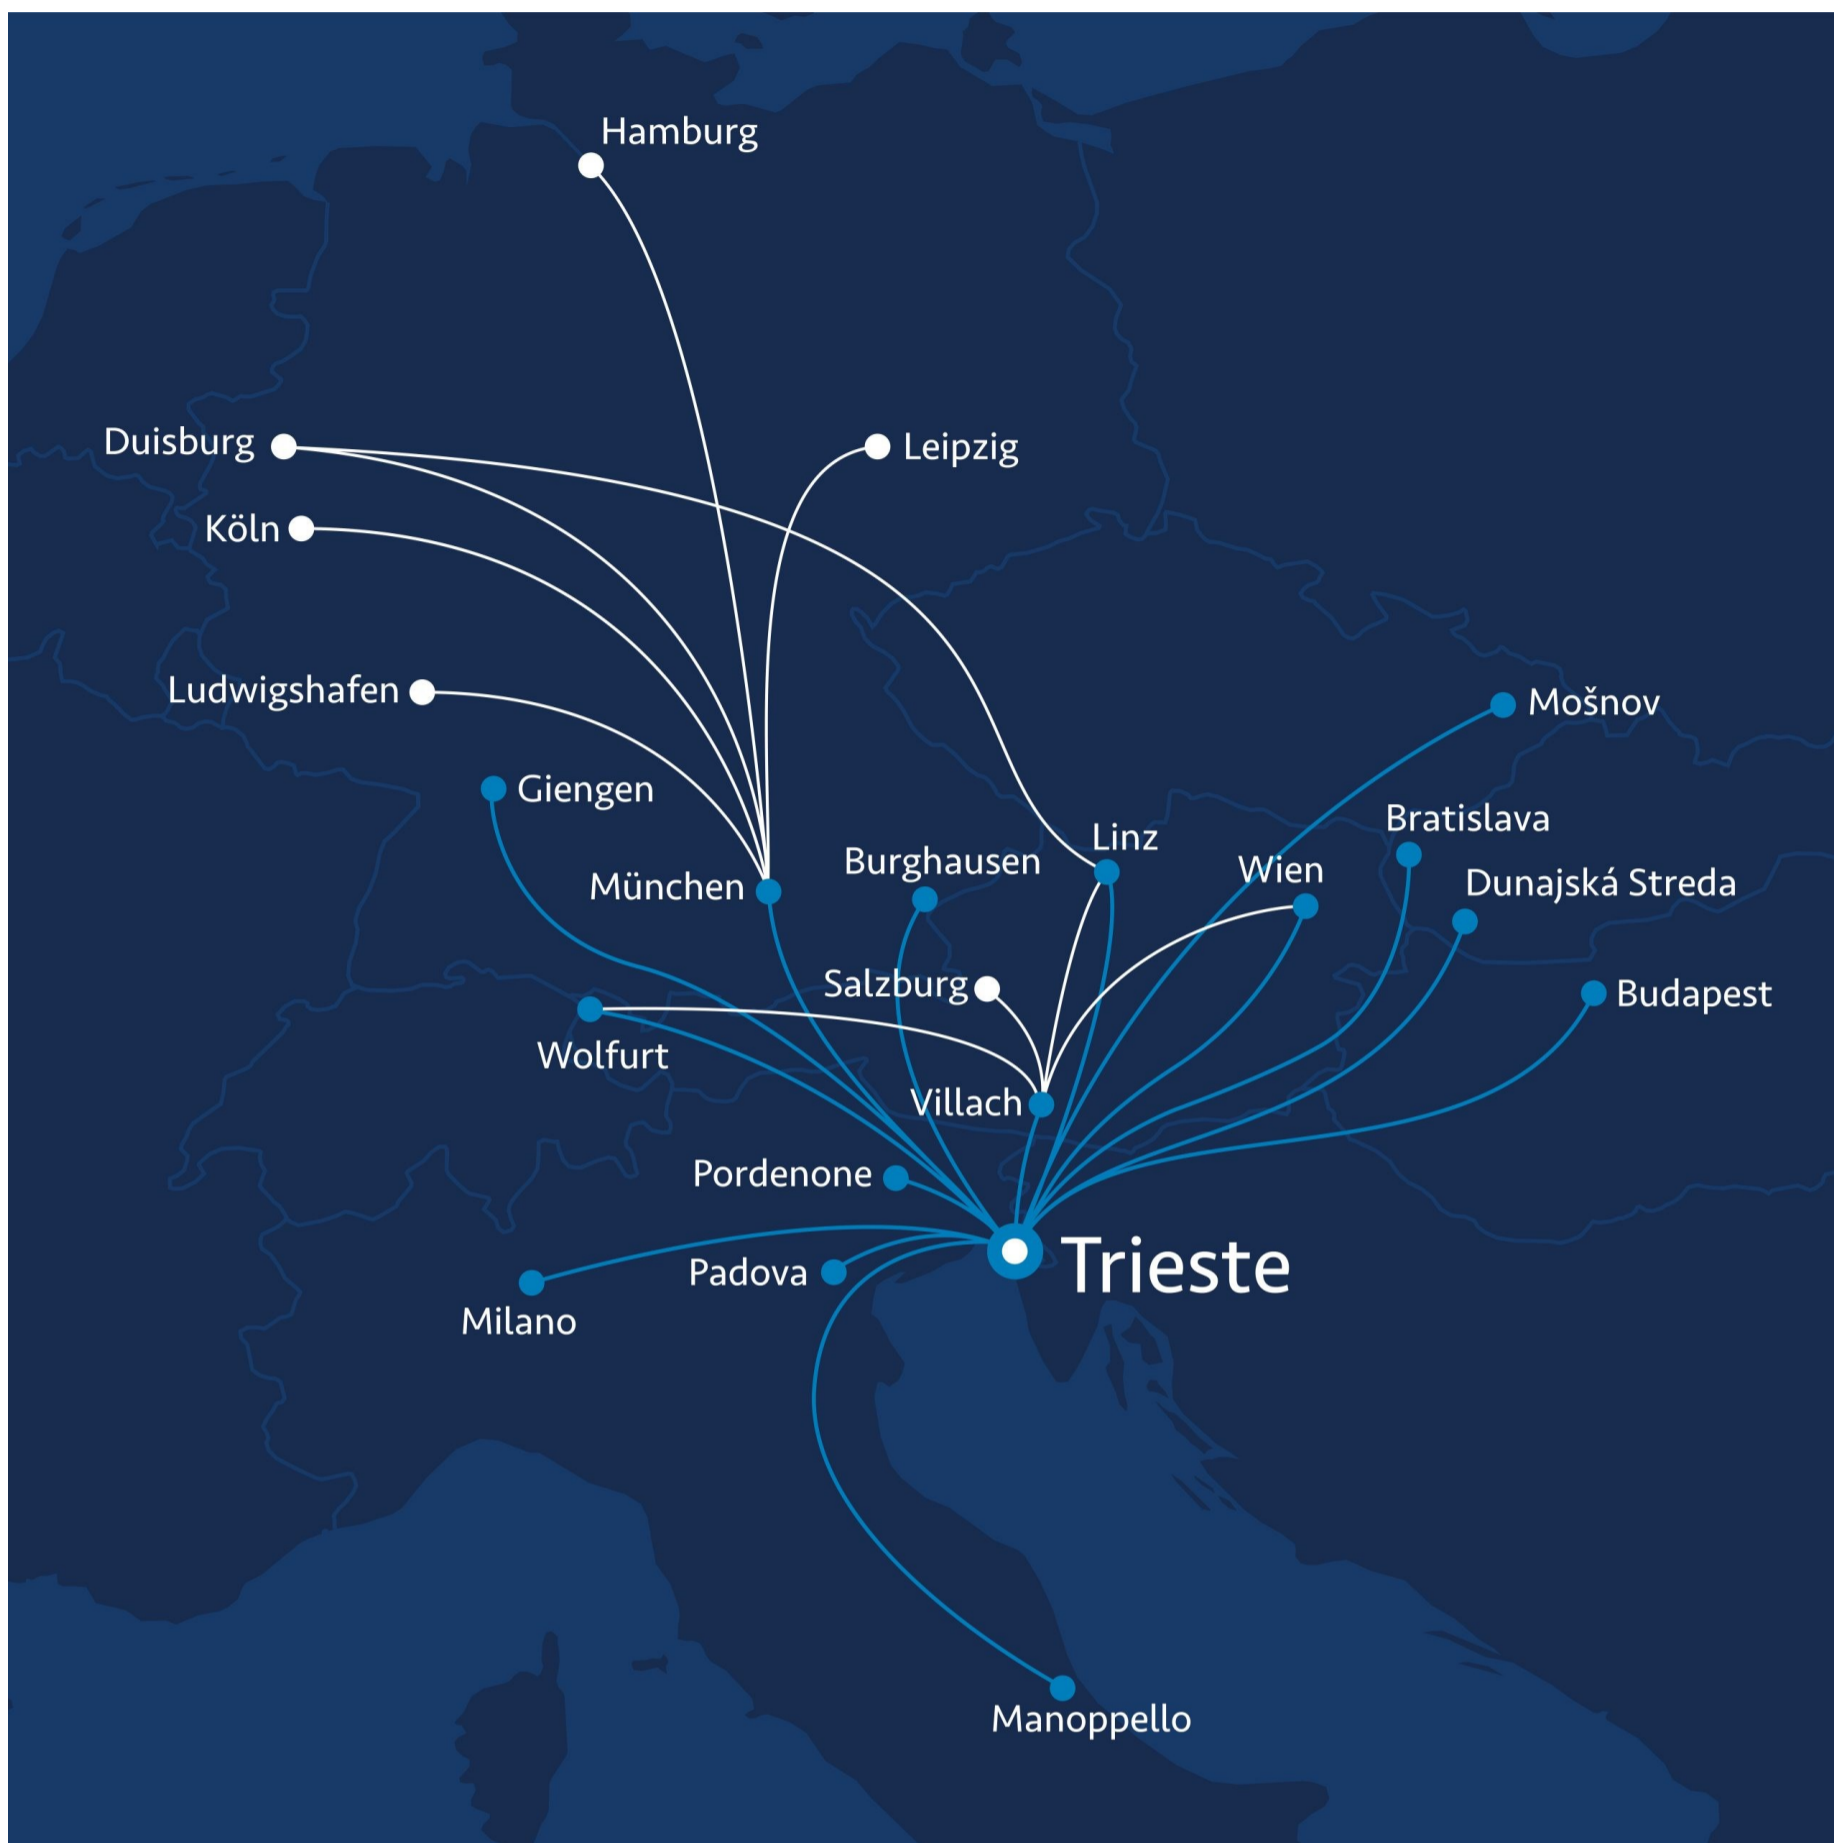 Hamburg
Duisburg
Leipzig
Köln
Ludwigshafen
Mošnov
Giengen
Bratislava
Linz
Burghausen
Wien
München
Dunajská Streda
Salzburg
Budapest
Wolfurt
Villach
Pordenone
Trieste
Padova
Milano
Manoppello